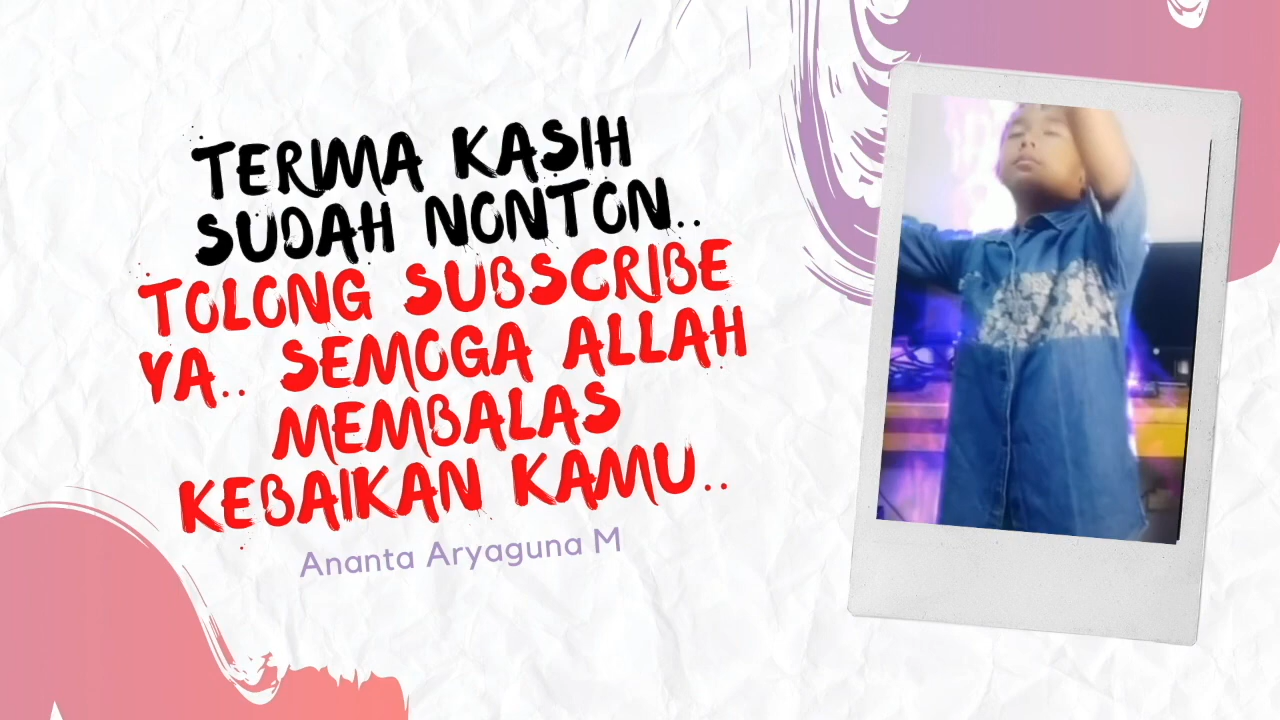 TERIMA KASIH
SUDAH NONTON..
TOLONG SUBSCRIBE
YA.. SEMOGA ALLAH
MEMBALAS
KEBAIKAN KAMU..
Ananta Aryaguna M